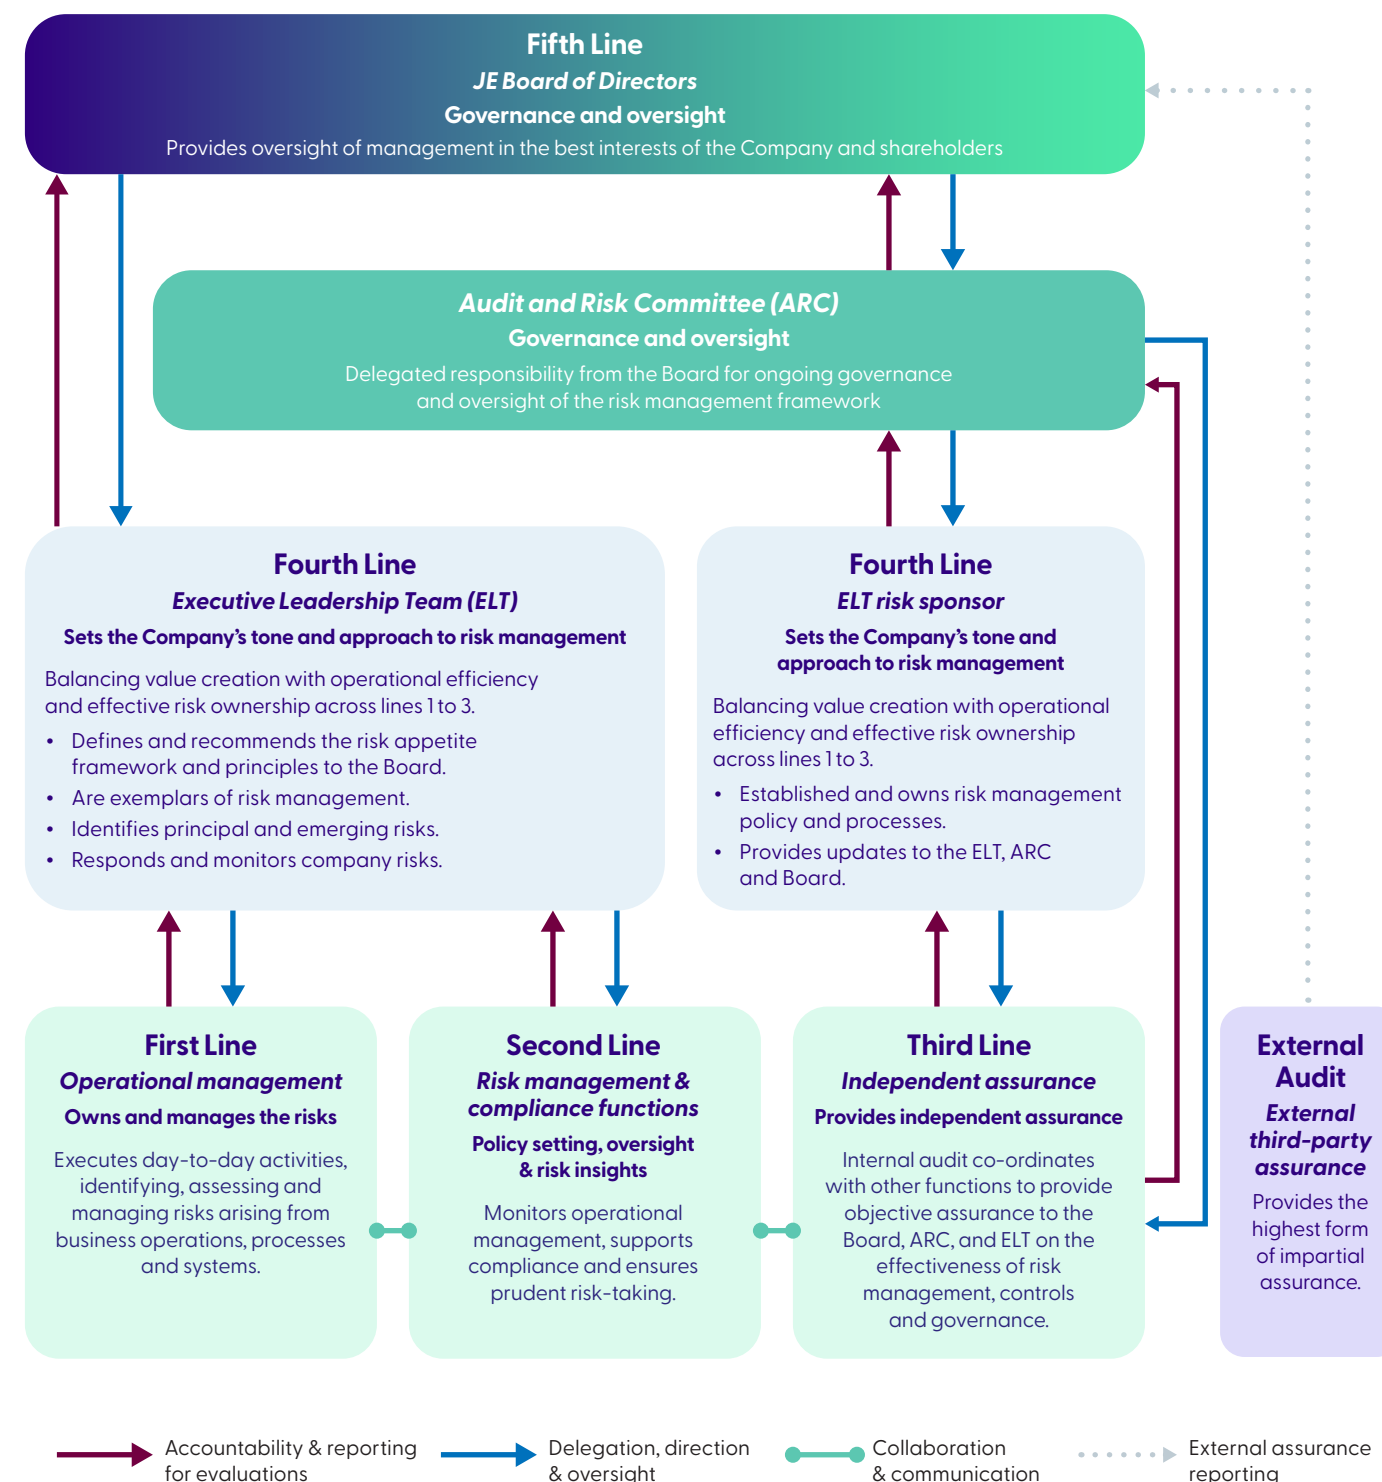 Fifth Line
JE Board of Directors
Governance and oversight
Provides oversight of management in the best interests of the Company and shareholders
Audit and Risk Committee (ARC)
Governance and oversight
Delegated responsibility from the Board for ongoing governance
and oversight of the risk management framework
Fourth Line
Executive Leadership Team (ELT)
Sets the Company's tone and approach to risk management
Balancing value creation with operational efficiency
and effective risk ownership across lines 1 to 3.
• Defines and recommends the risk appetite
framework and principles to the Board.
• Are exemplars of risk management.
• Identifies principal and emerging risks.
• Responds and monitors company risks.
Fourth Line
ELT risk sponsor
Sets the Company's tone and
approach to risk management
Balancing value creation with operational
efficiency and effective risk ownership
across lines 1 to 3.
• Established and owns risk management
policy and processes.
• Provides updates to the ELT, ARC
and Board.
First Line
Operational management
Owns and manages the risks
Executes day-to-day activities,
identifying, assessing and
managing risks arising from
business operations, processes
and systems.
Second Line
Risk management &
compliance functions
Policy setting, oversight
& risk insights
Monitors operational
management, supports
compliance and ensures
prudent risk-taking.
Third Line
Independent assurance
Provides independent assurance
Internal audit co-ordinates
with other functions to provide
objective assurance to the
Board, ARC, and ELT on the
effectiveness of risk
management, controls
and governance.
External
Audit
External
third-party
assurance
Provides the
highest form
of impartial
assurance.
Accountability & reporting
for evaluations
Delegation, direction
& oversight
Collaboration
& communication
External assurance
reporting